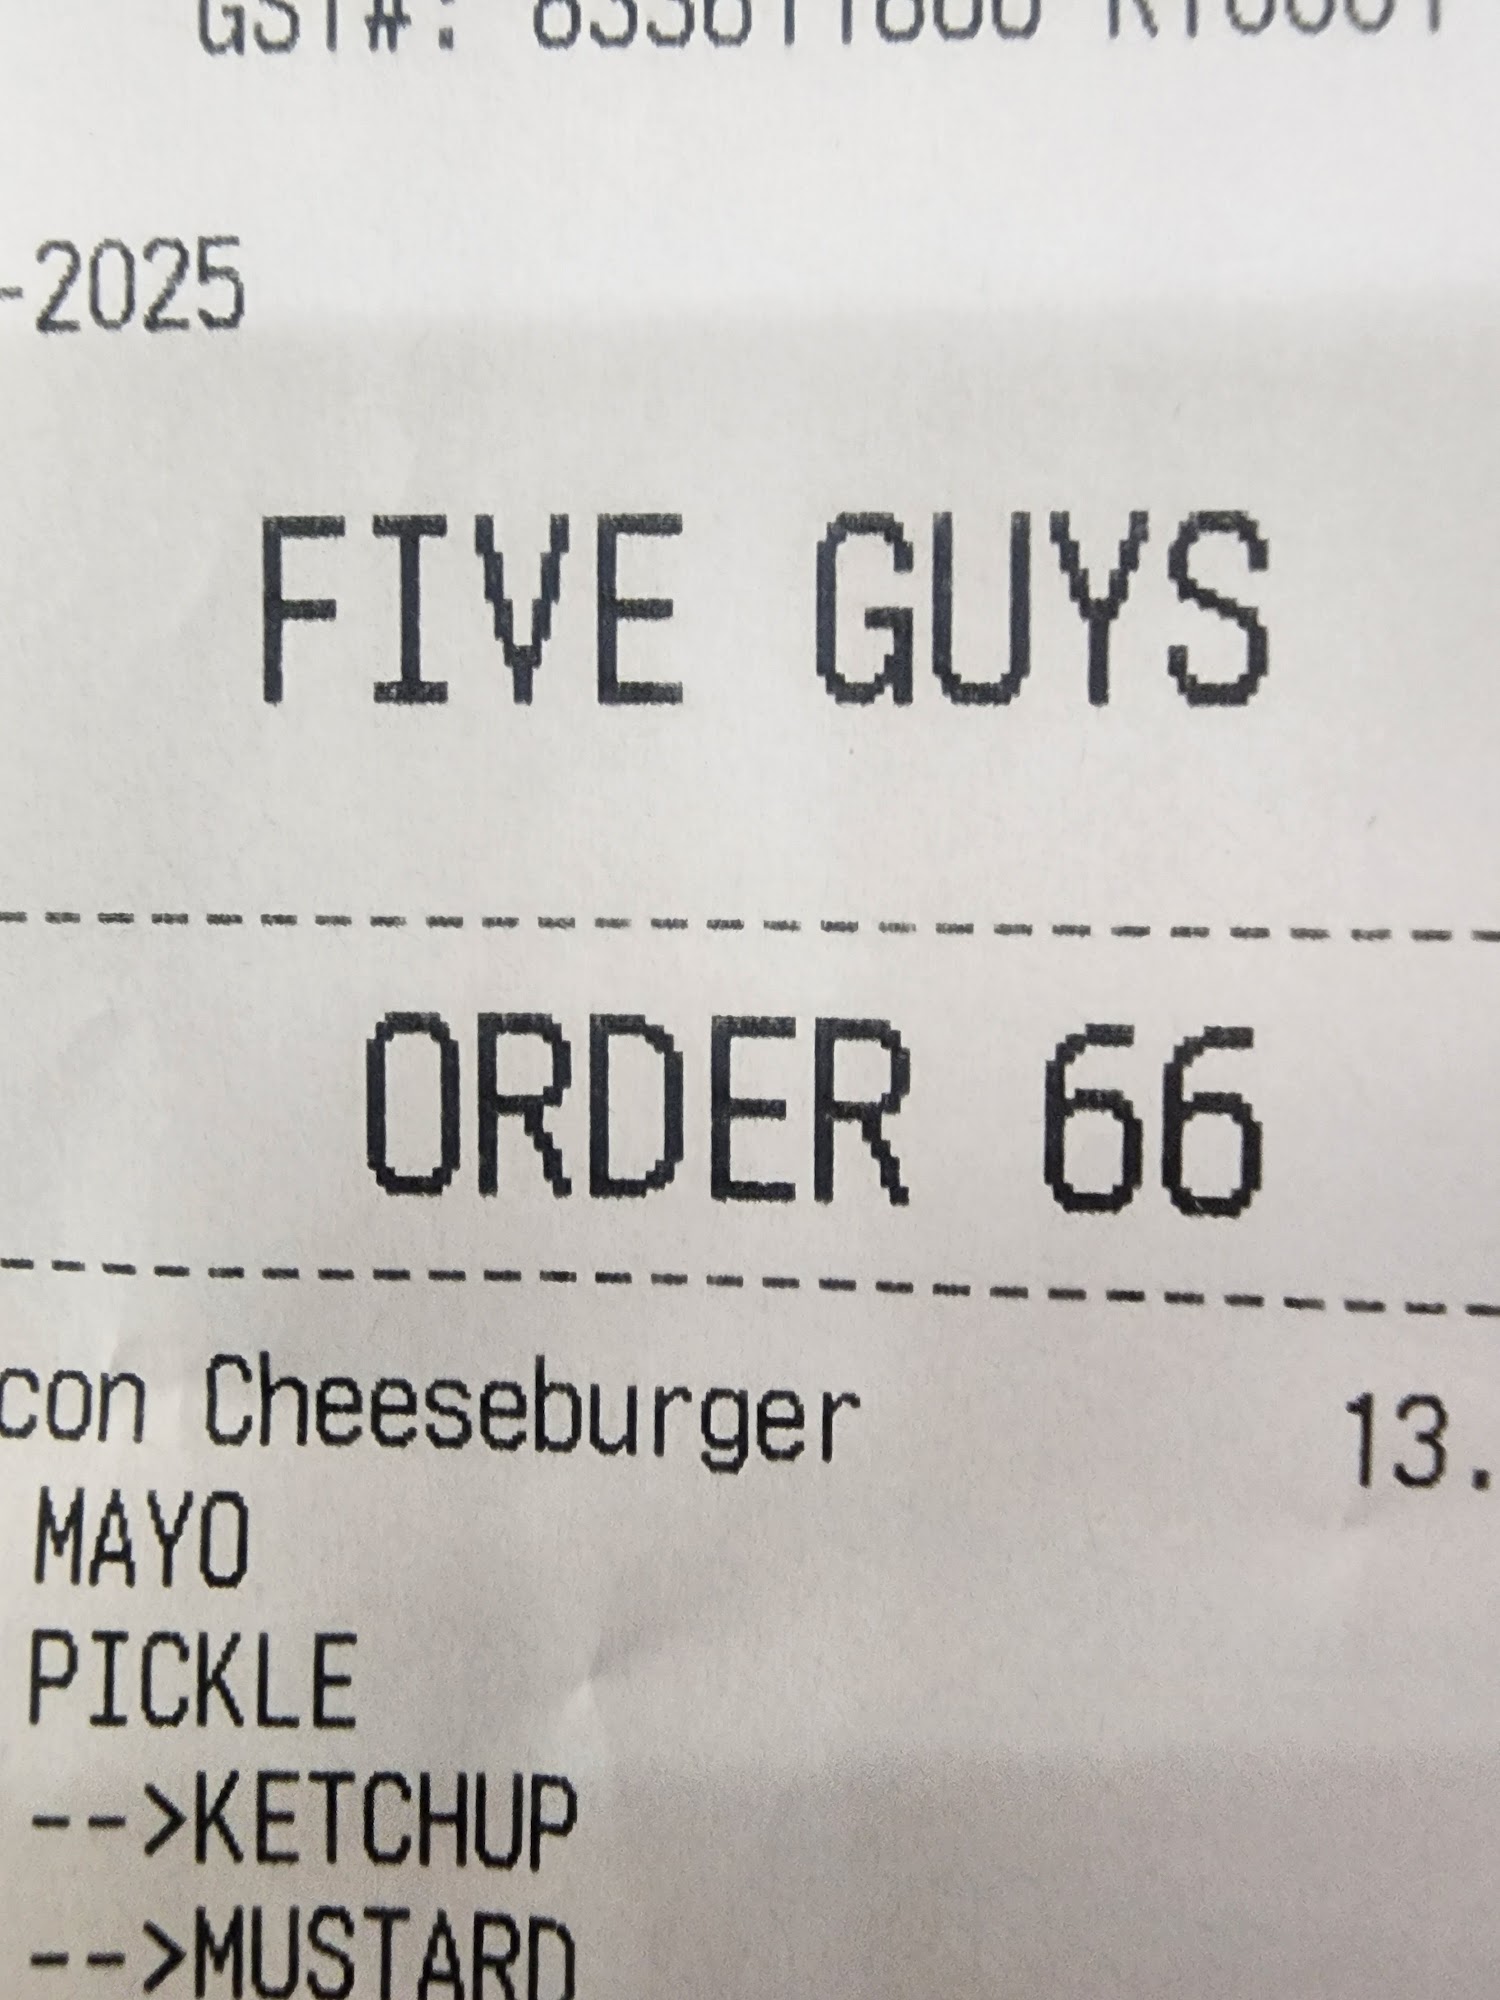 -2025
FIVE GUYS
ORDER 66
con Cheeseburger 13.
MAYO
PICKLE
-->KETCHUP
-->MUSTARD